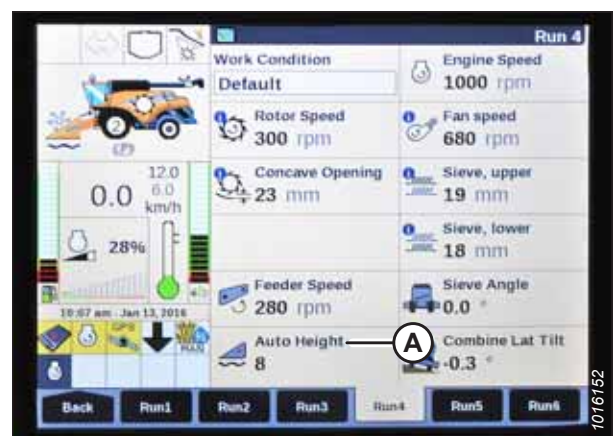 Run 4
Work Condition
Default
Engine Speed
1000 rpm
Rotor Speed
300 rpm
Fan speed
680 rpm
Concave Opening
23 mm
Sieve, upper
19 mm
Sieve, lower
18 mm
Feeder Speed
280 rpm
Sieve Angle
0.0 °
Auto Height
8
A
Combine Lat Tilt
-0.3 °
2
(P)
12.0
0.0
6.0
km/h
28%
10:07 am Jan 13, 2016
GPS
MAN
Back
Run1
Run2
Run3
Run4
Run5
Run6
1016152